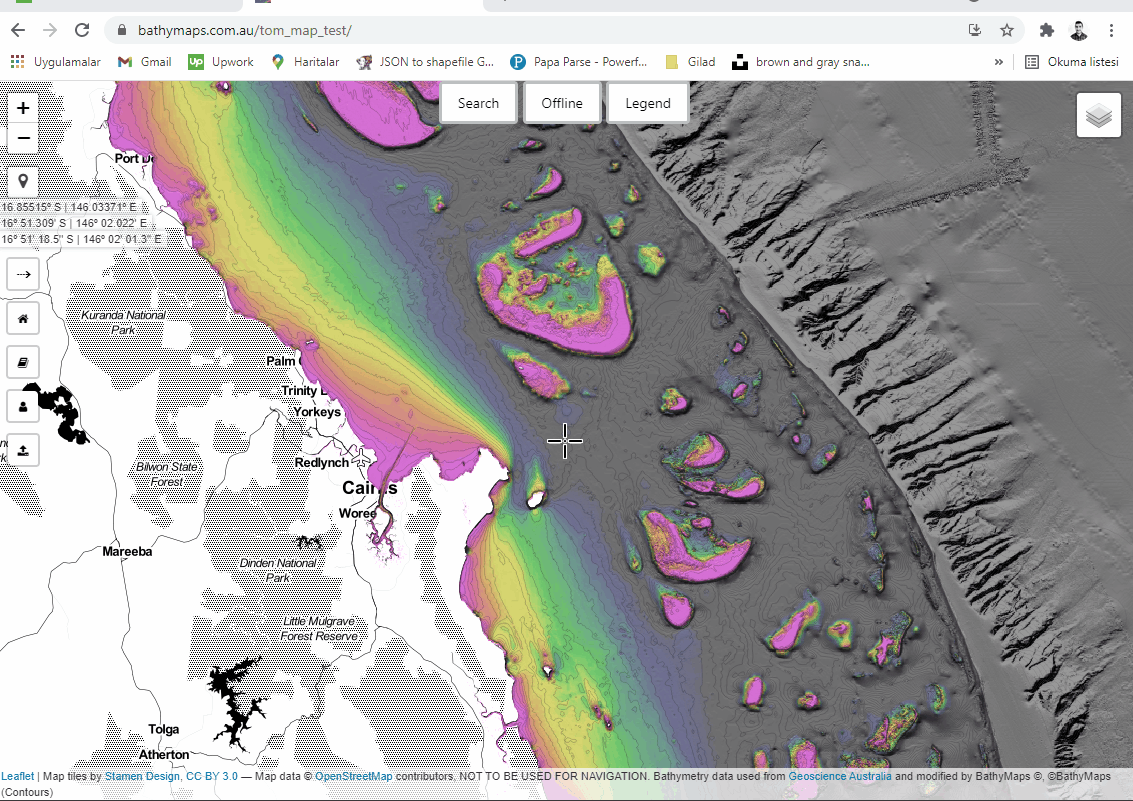 bathymaps.com.au/tom_map_test/
Uygulamalar
Gmail
Up Upwork
Haritalar
JSON to shapefile G...
P Papa Parse - Powerf...
Gilad
brown and gray sna...
»
Okuma listesi
+
−
Search
Offline
Legend
Port De
16.85515° S | 146.03371° E
16° 51.309' S | 146° 02.022' E
16° 51' 18.5" S | 146° 02' 01.3" E
Kuranda National
Park
Palm
Trinity
Yorkeys
Redlynch
Bilwon State
Forest
Cairns
Woree
Mareeba
Dinden National
Park
Little Mulgrave
Forest Reserve
Tolga
Atherton
Leaflet | Map tiles by Stamen Design, CC BY 3.0 — Map data © OpenStreetMap contributors, NOT TO BE USED FOR NAVIGATION. Bathymetry data used from Geoscience Australia and modified by BathyMaps ©, ©BathyMaps
(Contours)